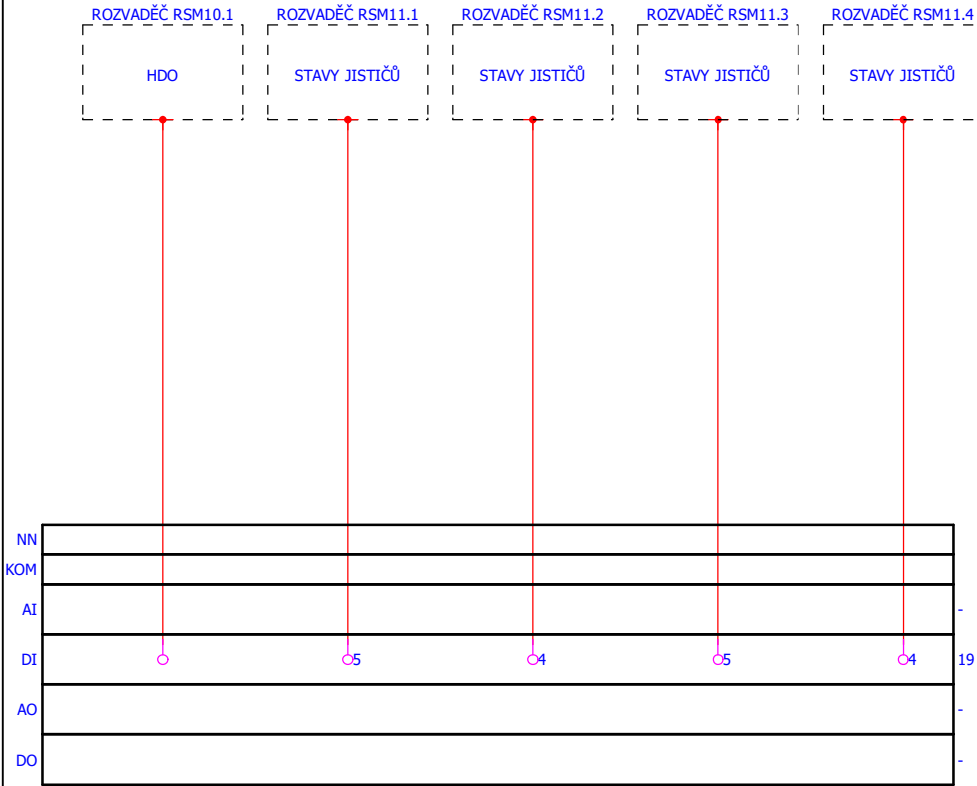 ROZVADĚČ RSM10.1 ROZVADĚČ RSM11.1 ROZVADĚČ RSM11.2 ROZVADĚČ RSM11.3 ROZVADĚČ RSM11.4
HDO STAVY JISTIČŮ STAVY JISTIČŮ STAVY JISTIČŮ STAVY JISTIČŮ
NN
KOM
AI -
DI 5 4 5 4 19
AO -
DO -